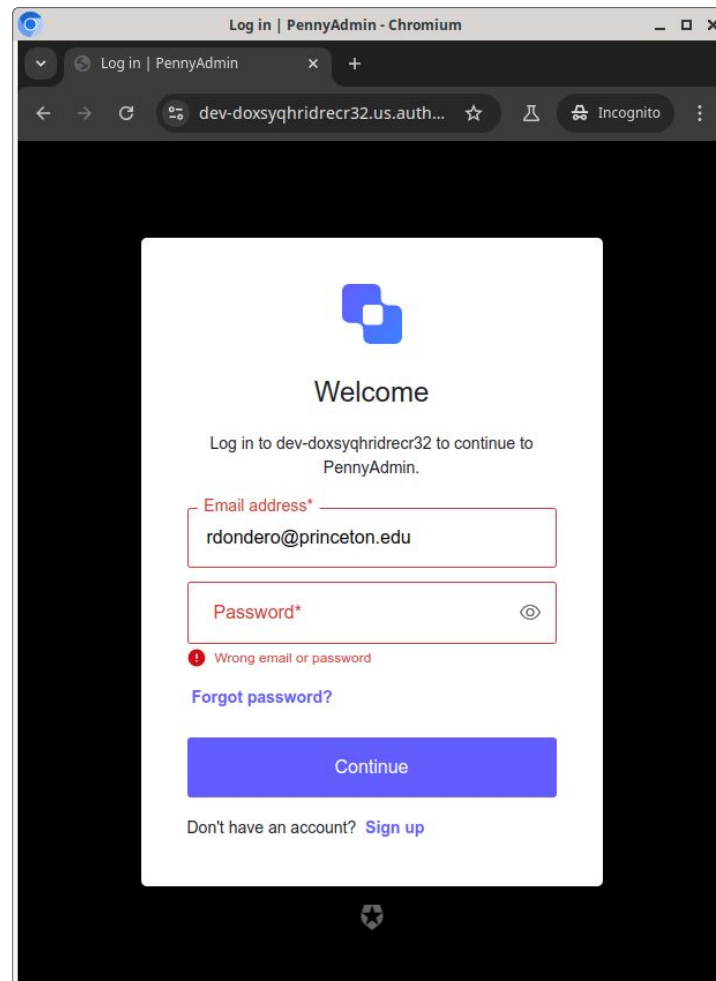 Log in | PennyAdmin - Chromium
Log in | PennyAdmin
dev-doxsyqhridrecr32.us.auth...
Incognito
Welcome
Log in to dev-doxsyqhridrecr32 to continue to
PennyAdmin.
Email address*
rdondero@princeton.edu
Password*
Wrong email or password
Forgot password?
Continue
Don't have an account? Sign up